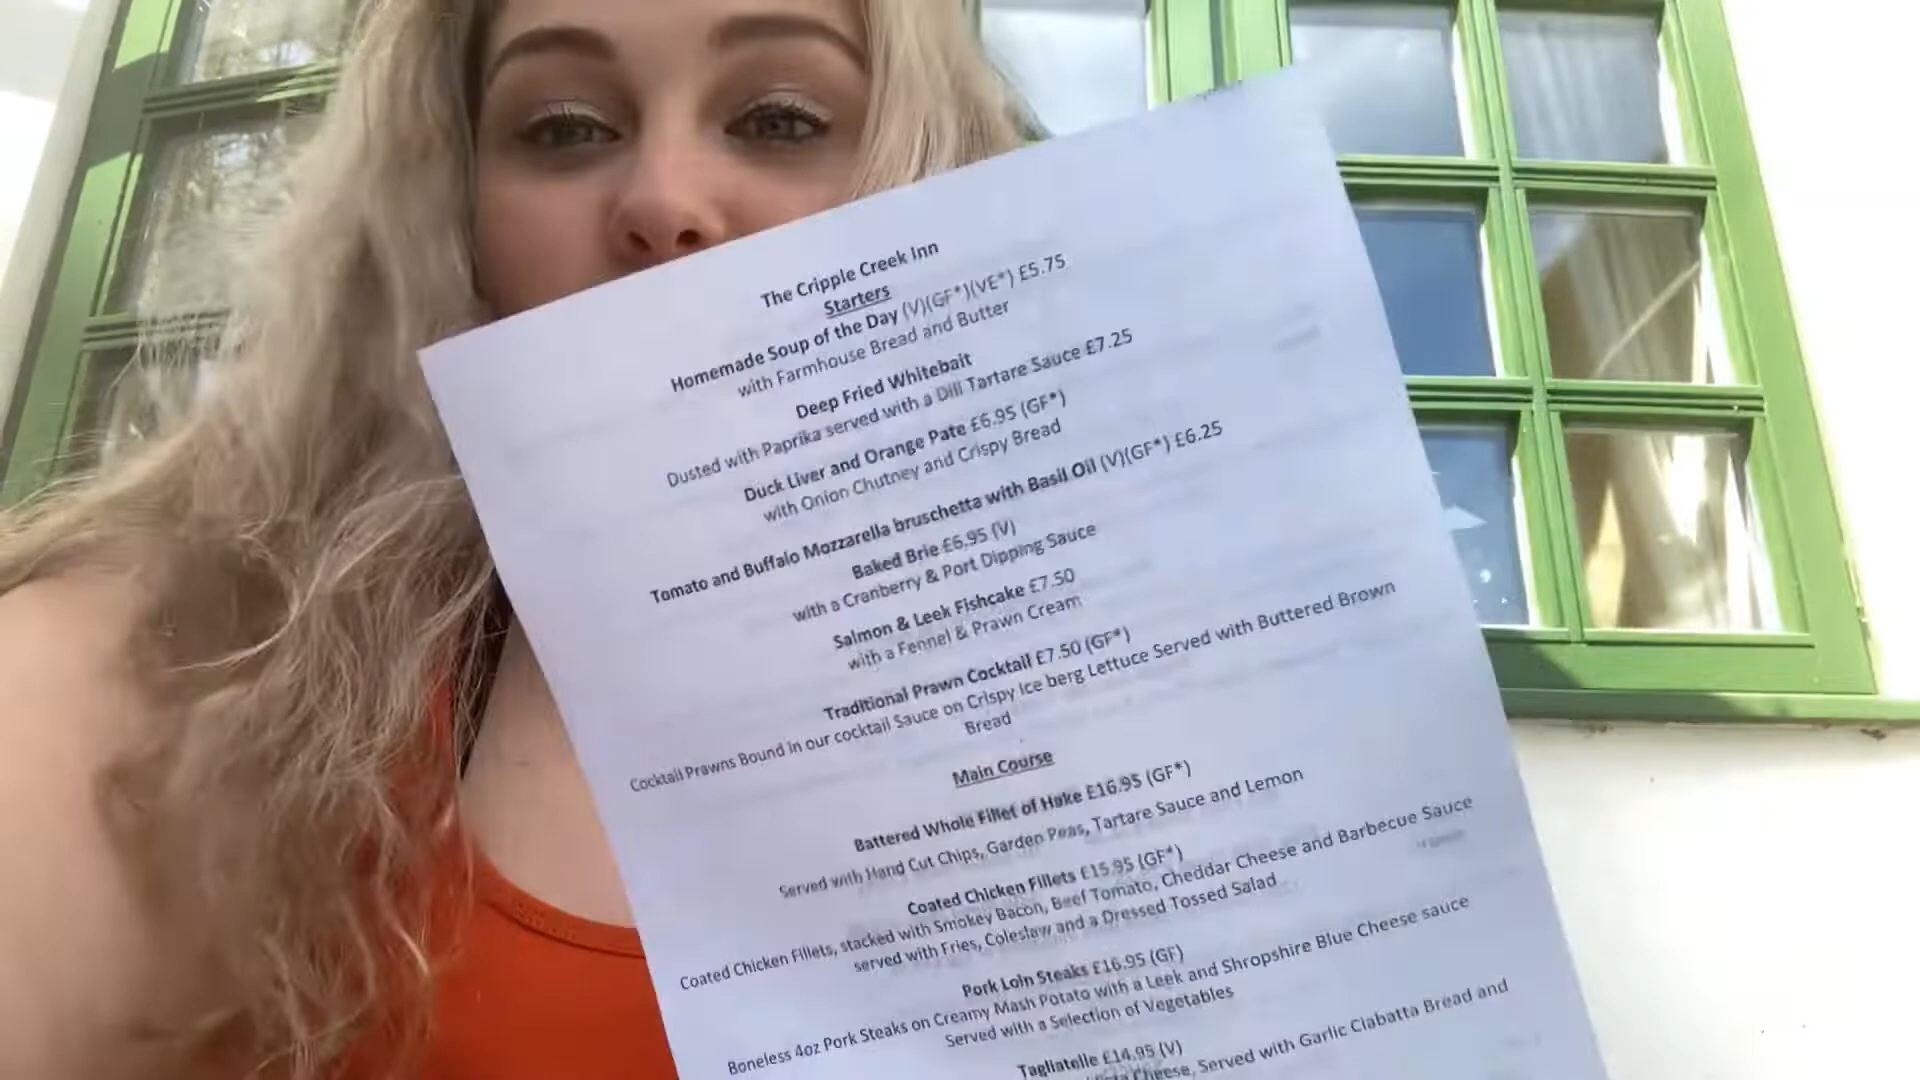 The Cripple Creek Inn
Starters
Homemade Soup of the Day (V)(GF*)(VE*) £5.75
with Farmhouse Bread and Butter
Deep Fried Whitebait
Dusted with Paprika served with a Dill Tartare Sauce £7.25
Duck Liver and Orange Pate £6.95 (GF*)
with Onion Chutney and Crispy Bread
Tomato and Buffalo Mozzarella bruschetta with Basil Oil (V)(GF*) £6.25
Baked Brie £6.95 (V)
with a Cranberry & Port Dipping Sauce
Salmon & Leek Fishcake £7.50
with a Fennel & Prawn Cream
Traditional Prawn Cocktail £7.50 (GF*)
Cocktail Prawns Bound in our cocktail Sauce on Crispy Ice berg Lettuce Served with Buttered Brown
Bread
Main Course
Battered Whole Fillet of Hake £16.95 (GF*)
Served with Hand Cut Chips, Garden Peas, Tartare Sauce and Lemon
Coated Chicken Fillets £15.95 (GF*)
Coated Chicken Fillets, stacked with Smokey Bacon, Beef Tomato, Cheddar Cheese and Barbecue Sauce
served with Fries, Coleslaw and a Dressed Tossed Salad
Pork Loin Steaks £16.95 (GF)
Boneless 4oz Pork Steaks on Creamy Mash Potato with a Leek and Shropshire Blue Cheese sauce
Served with a Selection of Vegetables
Tagliatelle £14.95 (V)
Cheese, Served with Garlic Ciabatta Bread and